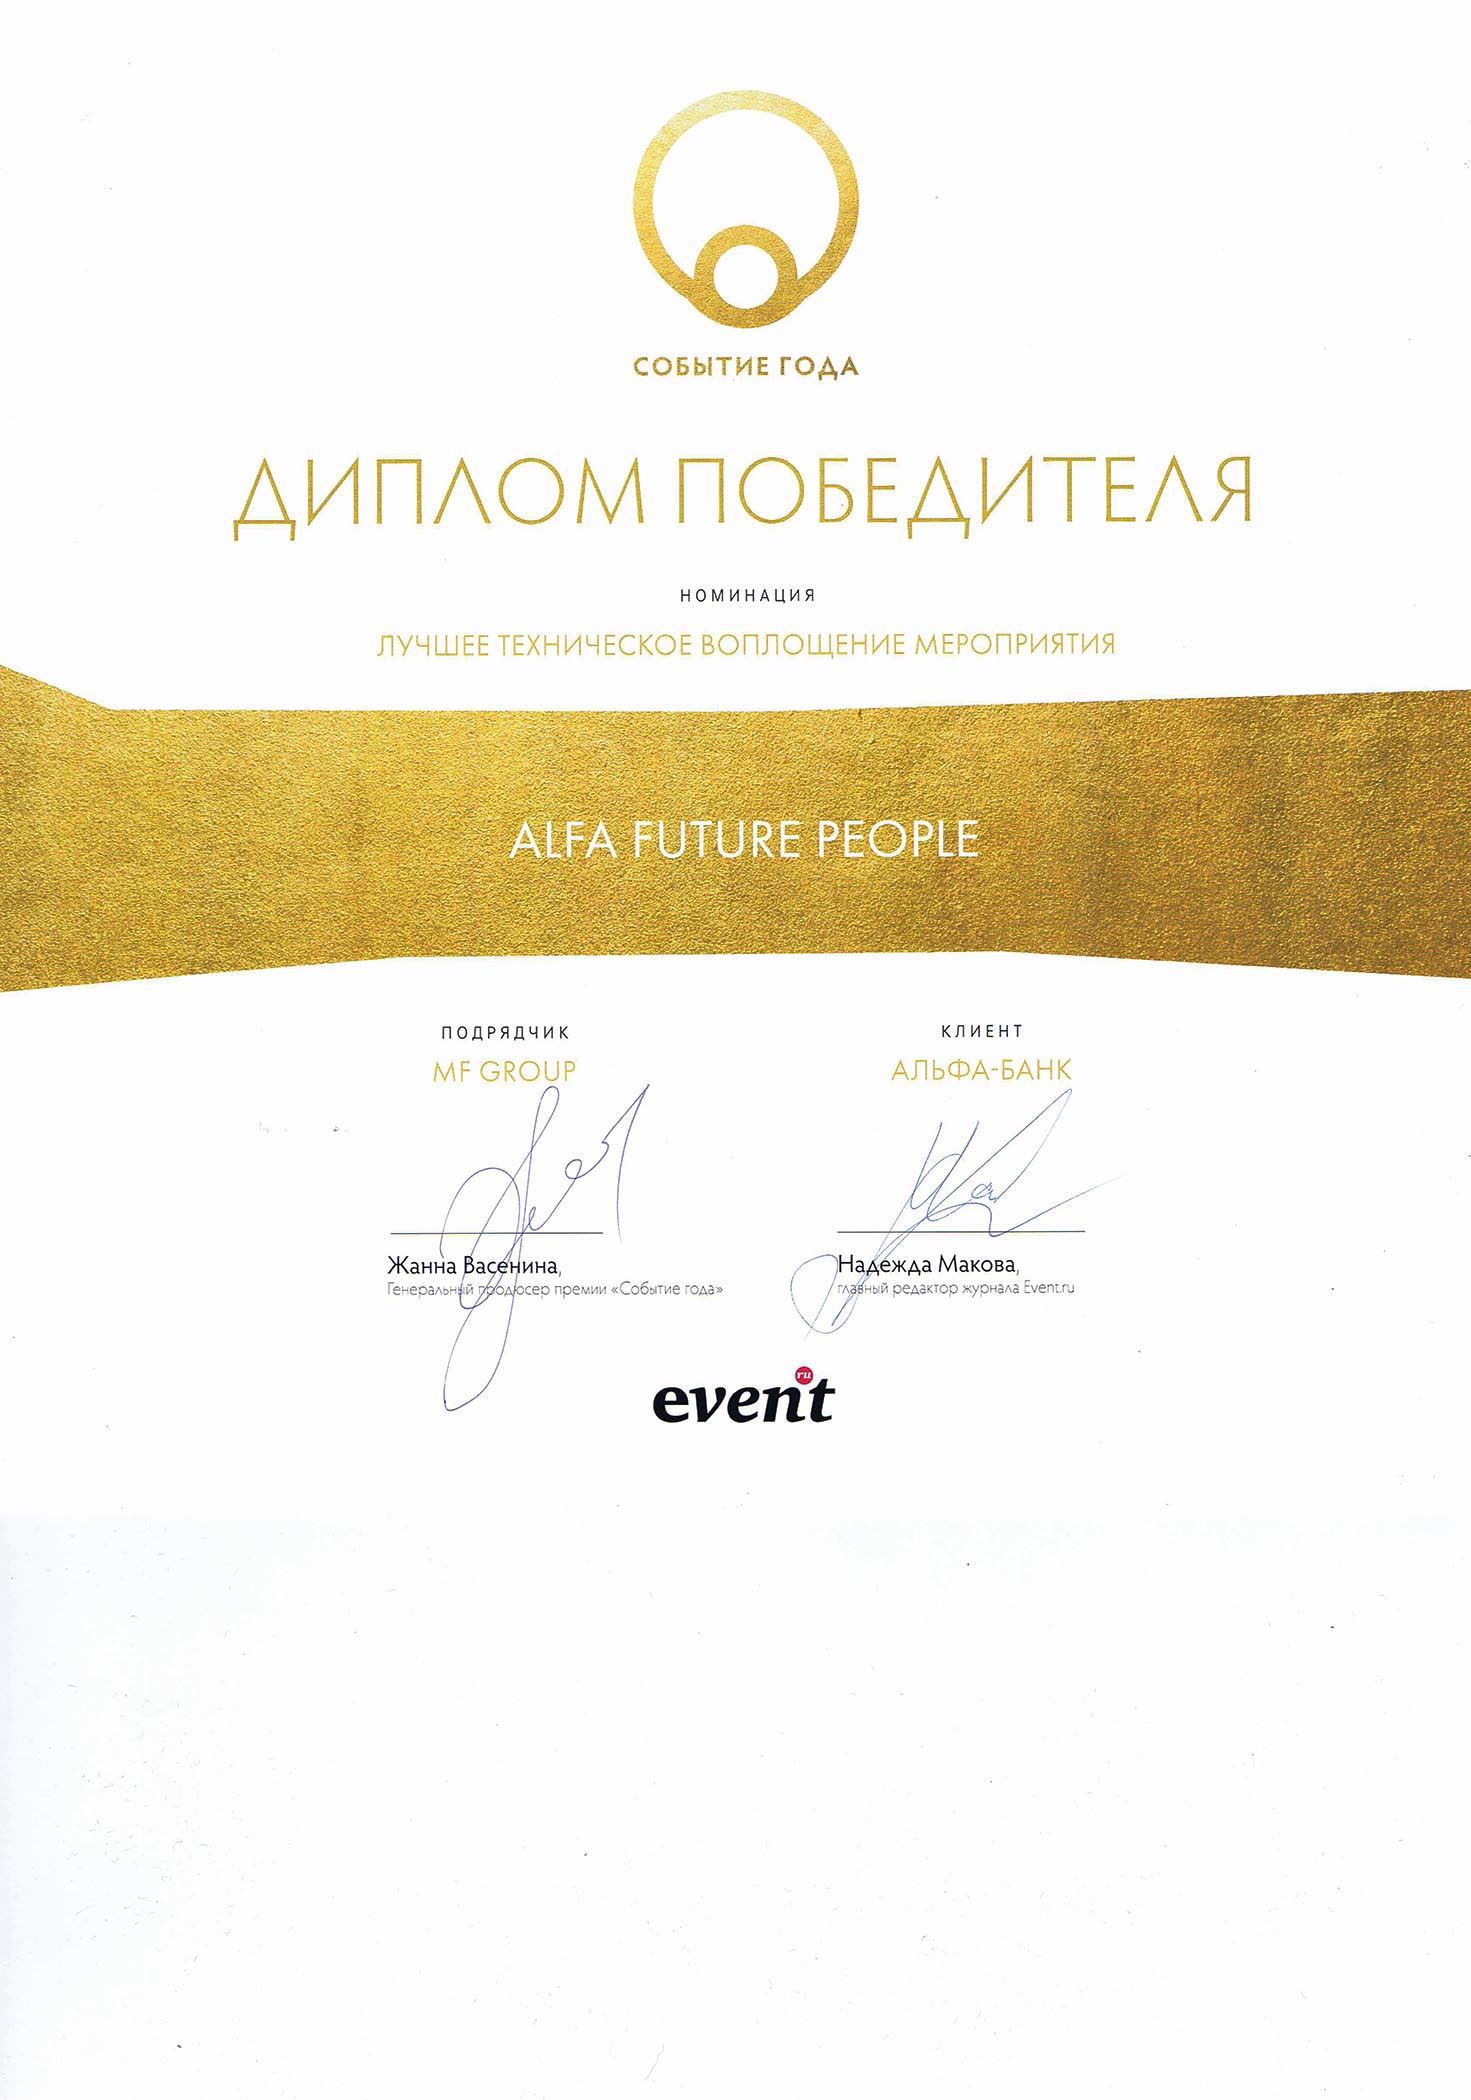 СОБЫТИЕ ГОДА
ДИПЛОМ ПОБЕДИТЕЛЯ
НОМИНАЦИЯ
ЛУЧШЕЕ ТЕХНИЧЕСКОЕ ВОПЛОЩЕНИЕ МЕРОПРИЯТИЯ
ALFA FUTURE PEOPLE
ПОДРЯДЧИК
MF GROUP
КЛИЕНТ
АЛЬФА-БАНК
Жанна Васенина,
Генеральный продюсер премии «Событие года»
Надежда Макова,
главный редактор журнала Event.ru
event ru